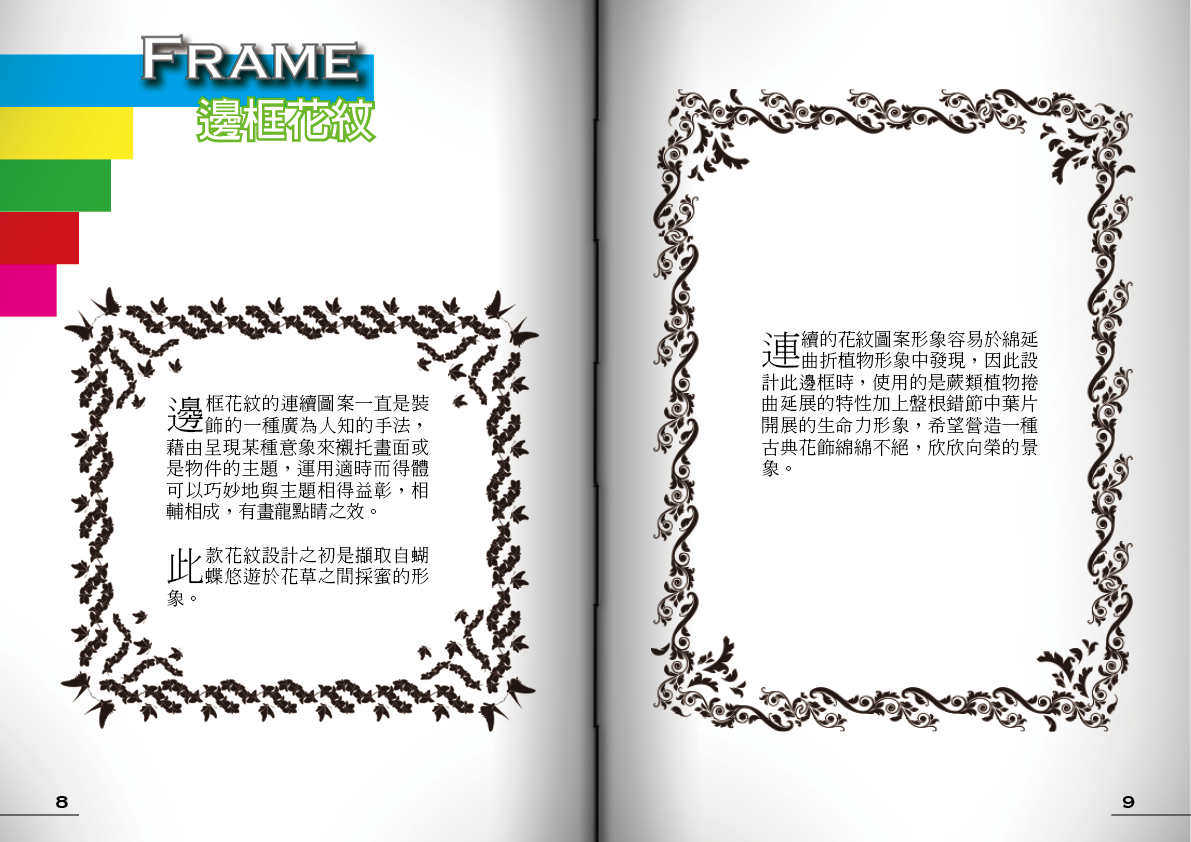 FRAME
邊框花紋
邊框花紋的連續圖案一直是裝
飾的一種廣為人知的手法，
藉由呈現某種意象來襯托畫面或
是物件的主題，運用適時而得體
可以巧妙地與主題相得益彰，相
輔相成，有畫龍點睛之效。
此款花紋設計之初是擷取自蝴
蝶悠遊於花草之間採蜜的形
象。
8
連續的花紋圖案形象容易於綿延
曲折植物形象中發現，因此設
計此邊框時，使用的是蕨類植物捲
曲延展的特性加上盤根錯節中葉片
開展的生命力形象，希望營造一種
古典花飾綿綿不絕，欣欣向榮的景
象。
9